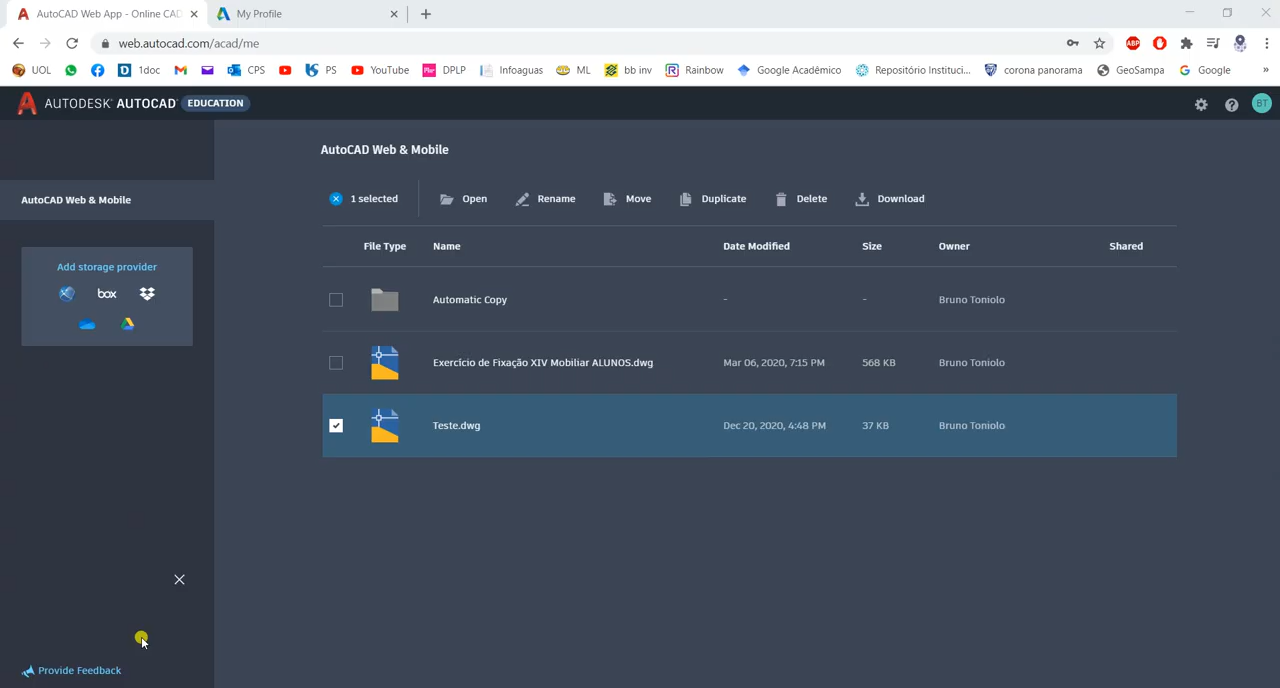 AutoCAD Web App - Online CAD
My Profile
web.autocad.com/acad/me
ABP
UOL
1doc
CPS
PS
YouTube
DPLP
Infoaguas
ML
bb inv
Rainbow
Google Acadêmico
Repositório Instituci...
corona panorama
GeoSampa
Google
»
AUTODESK® AUTOCAD® EDUCATION
BT
AutoCAD Web & Mobile
AutoCAD Web & Mobile
1 selected
Open
Rename
Move
Duplicate
Delete
Download
Add storage provider
box
File Type Name Date Modified Size Owner Shared
Automatic Copy - - Bruno Toniolo
Exercício de Fixação XIV Mobiliar ALUNOS.dwg Mar 06, 2020, 7:15 PM 568 KB Bruno Toniolo
Teste.dwg Dec 20, 2020, 4:48 PM 37 KB Bruno Toniolo
Provide Feedback